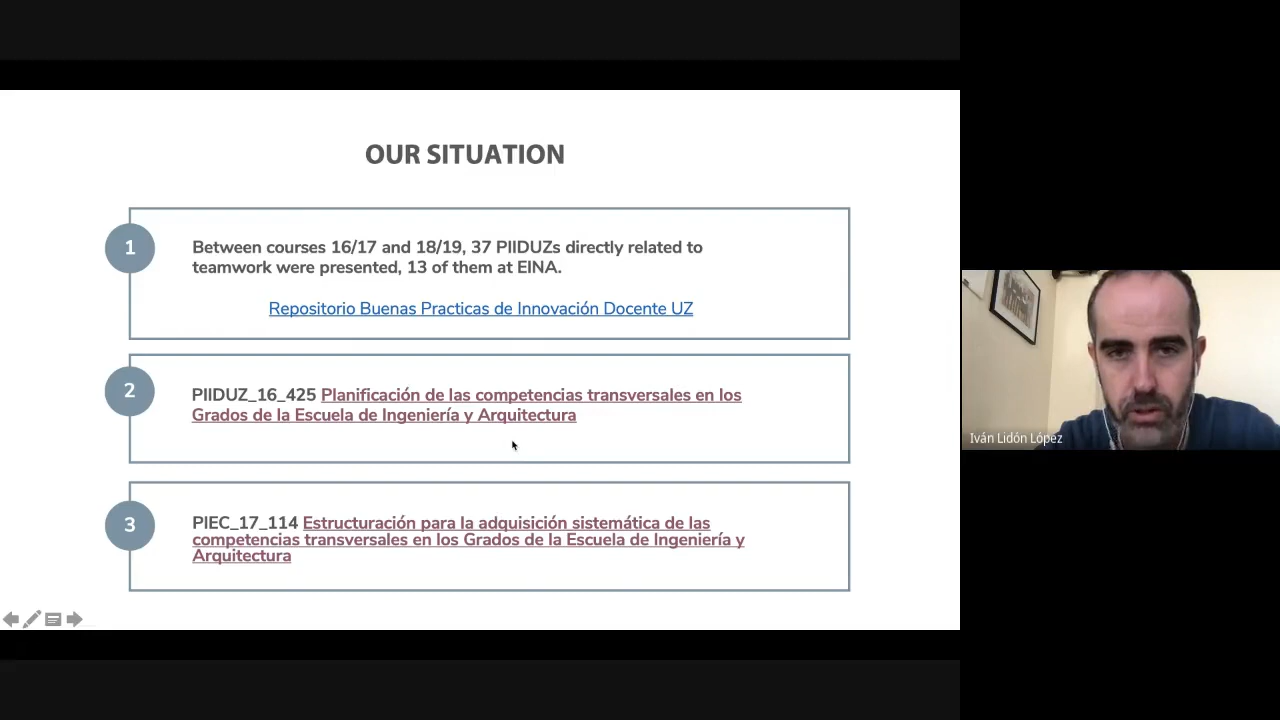 OUR SITUATION
1
Between courses 16/17 and 18/19, 37 PIIDUZs directly related to
teamwork were presented, 13 of them at EINA.
Repositorio Buenas Practicas de Innovación Docente UZ
2
PIIDUZ_16_425 Planificación de las competencias transversales en los
Grados de la Escuela de Ingeniería y Arquitectura
3
PIEC_17_114 Estructuración para la adquisición sistemática de las
competencias transversales en los Grados de la Escuela de Ingeniería y
Arquitectura
Iván Lidón López